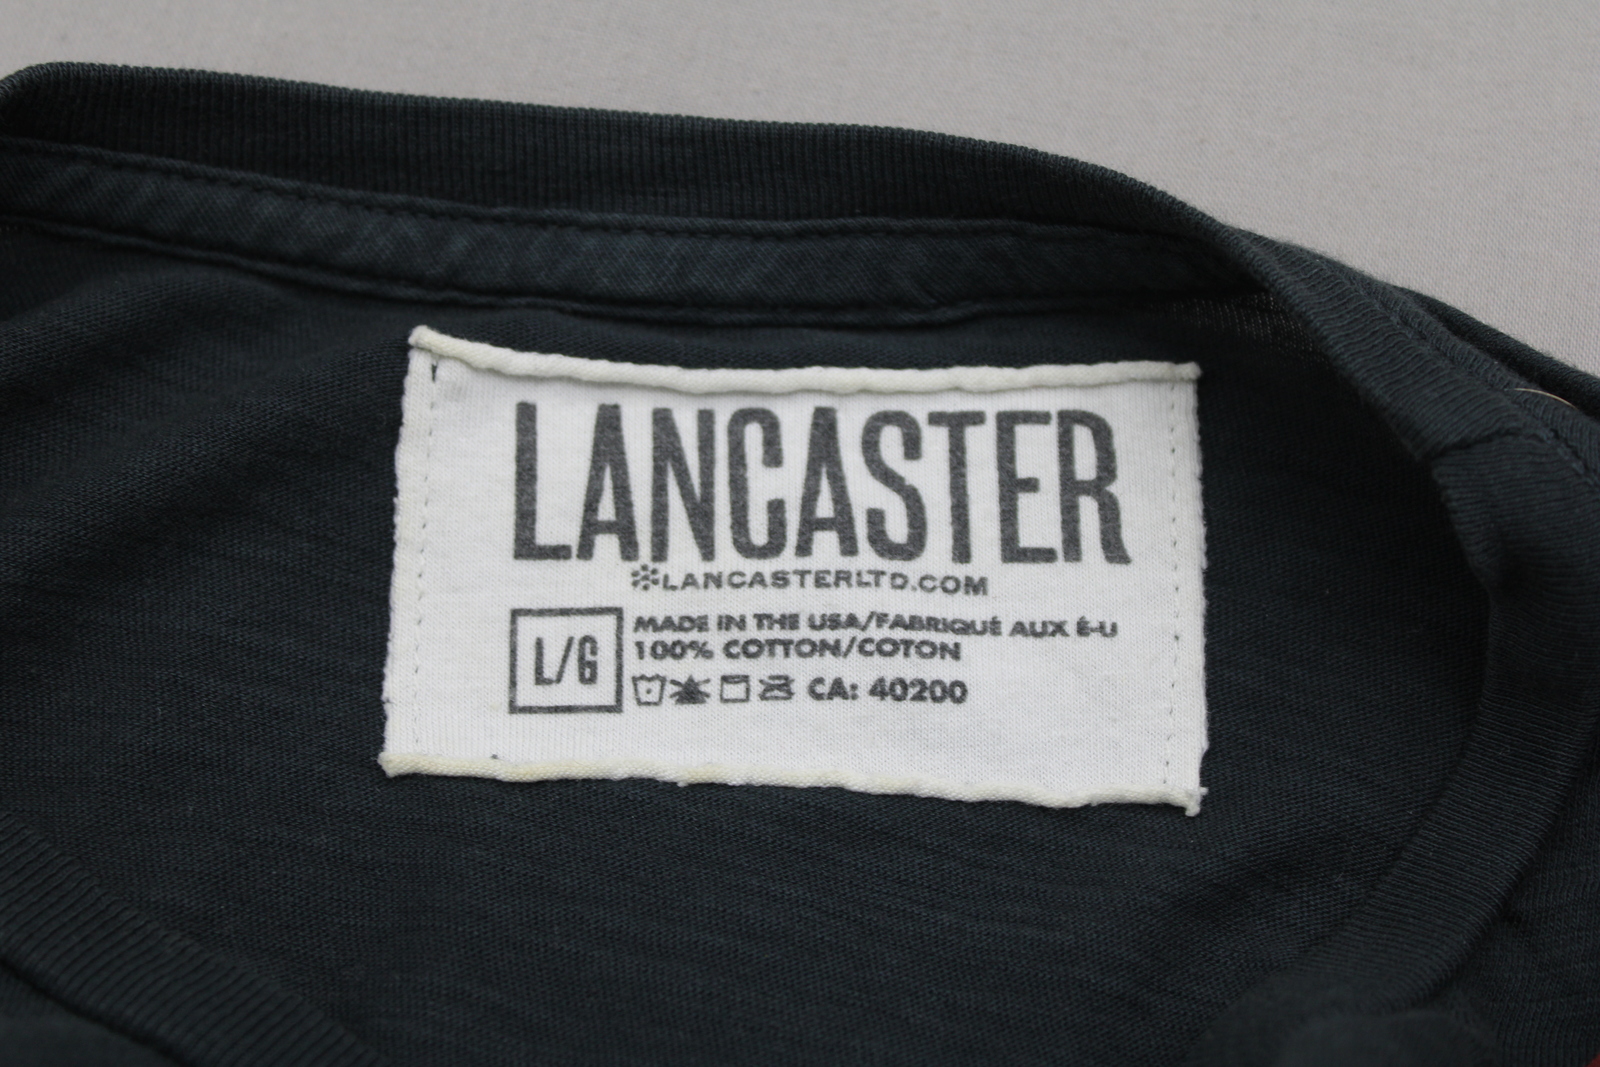 LANCASTER
LANCASTERLTD.COM
L/G
MADE IN THE USA/FABRIQUÉ AUX É-U
100% COTTON/COTON
CA: 40200